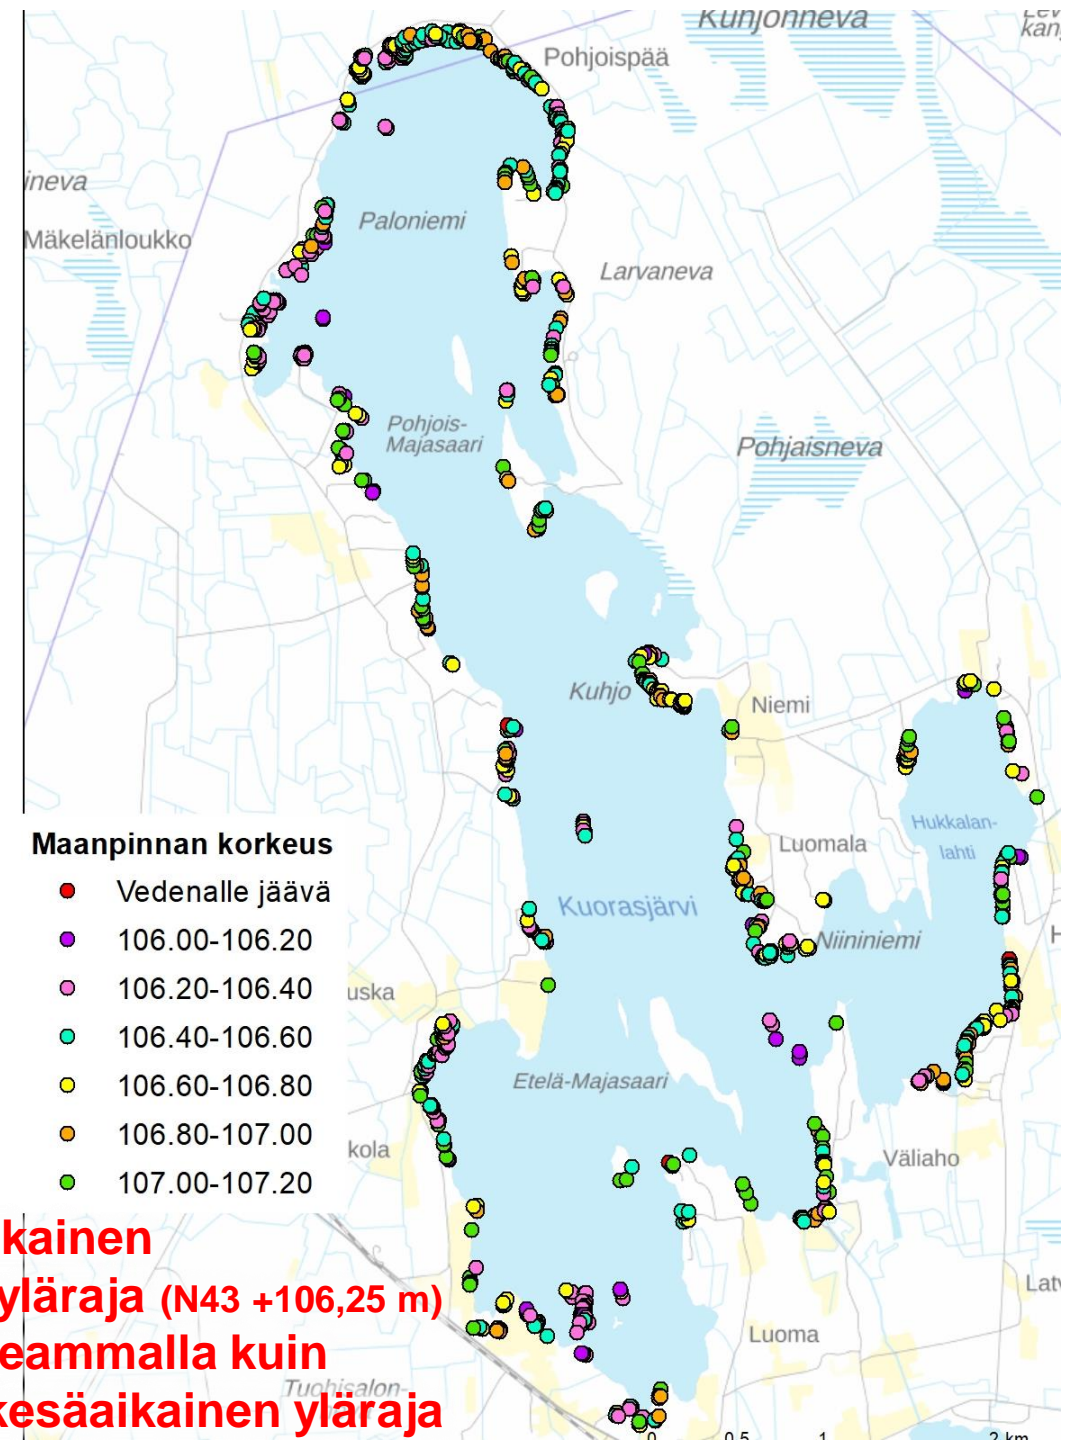 Kunjonneva
Pohjoispää
ineva
Mäkelänloukko
Paloniemi
Larvaneva
Pohjois-
Majasaari
Pohjaisneva
Kuhjo
Niemi
Maanpinnan korkeus
Vedenalle jäävä
106.00-106.20
106.20-106.40
106.40-106.60
106.60-106.80
106.80-107.00
107.00-107.20
Hukkalan-
lahti
Luomala
Kuorasjärvi
Niininiemi
H
uska
Etelä-Majasaari
kola
Väliaho
kainen
yläraja (N43 +106,25 m)
eammalla kuin
kesäaikainen yläraja
Latv
Luoma
Tuohisalon-
0 0.5 1 2 km